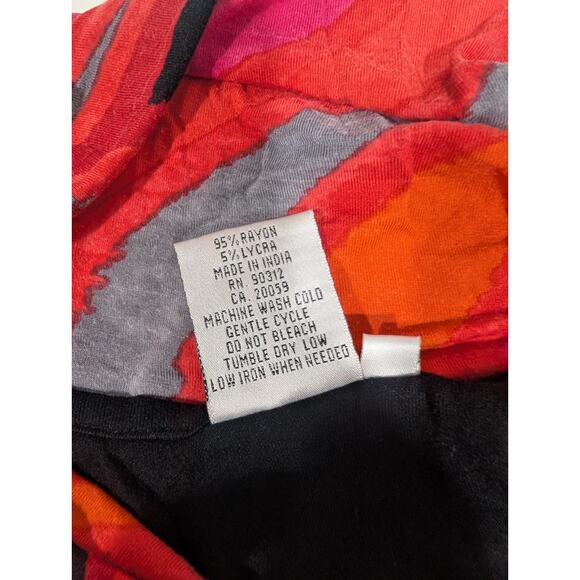 95% RAYON
5% LYCRA
MADE IN INDIA
RN. 90312
CA. 20059
MACHINE WASH COLD
GENTLE CYCLE
DO NOT BLEACH
TUMBLE DRY LOW
LOW IRON WHEN NEEDED